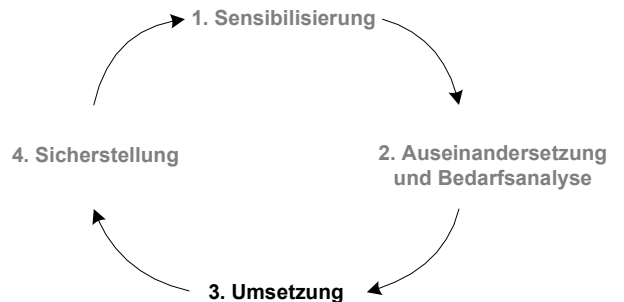 1. Sensibilisierung
2. Auseinandersetzung
und Bedarfsanalyse
3. Umsetzung
4. Sicherstellung